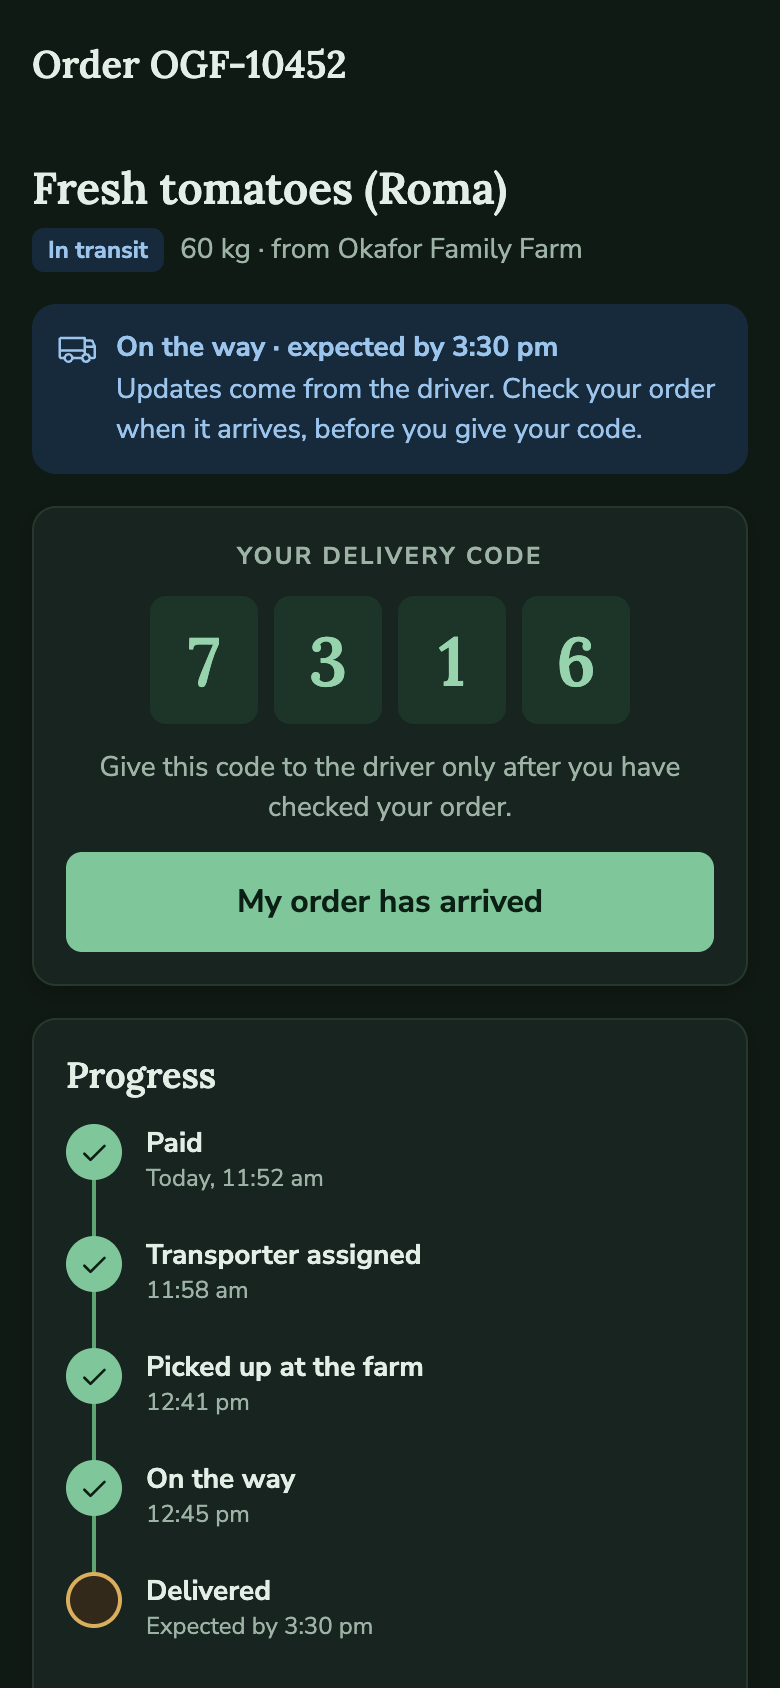 Order OGF-10452
Fresh tomatoes (Roma)
In transit 60 kg · from Okafor Family Farm
On the way · expected by 3:30 pm
Updates come from the driver. Check your order
when it arrives, before you give your code.
YOUR DELIVERY CODE
7 3 1 6
Give this code to the driver only after you have
checked your order.
My order has arrived
Progress
Paid
Today, 11:52 am
Transporter assigned
11:58 am
Picked up at the farm
12:41 pm
On the way
12:45 pm
Delivered
Expected by 3:30 pm